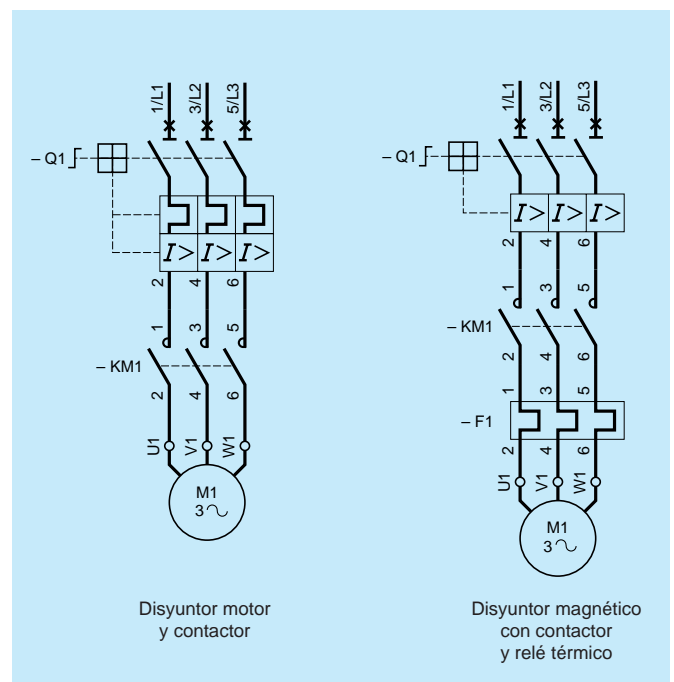 1/L1 3/L2 5/L3
– Q1
I> I> I>
2 4 6
1 3 5
– KM1
2 4 6
U1 V1 W1
M1
3
Disyuntor motor
y contactor
1/L1 3/L2 5/L3
– Q1
I> I> I>
2 4 6
1 3 5
– KM1
2 4 6
1 3 5
– F1
2 4 6
U1 V1 W1
M1
3
Disyuntor magnético
con contactor
y relé térmico